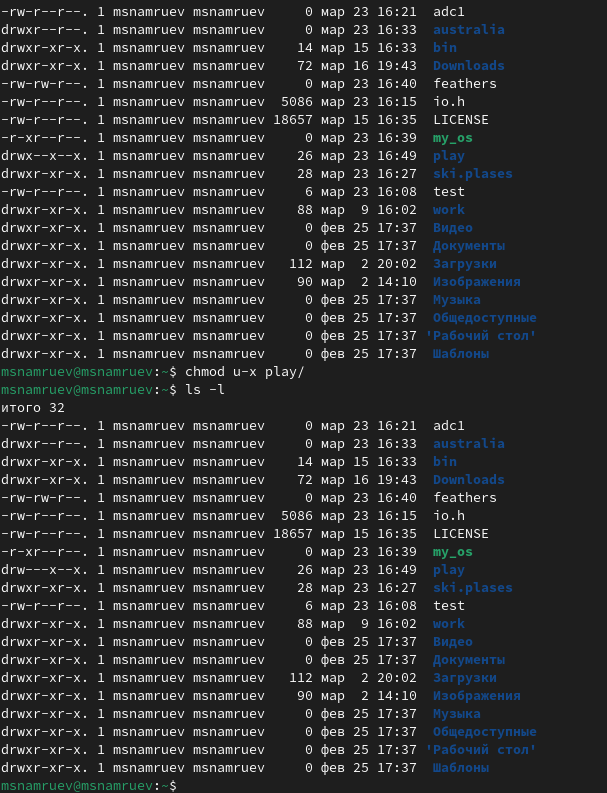 -rw-r--r--. 1 msnamruev msnamruev     0 мар 23 16:21  adc1
drwxr--r--. 1 msnamruev msnamruev     0 мар 23 16:33  australia
drwxr-xr-x. 1 msnamruev msnamruev    14 мар 15 16:33  bin
drwxr-xr-x. 1 msnamruev msnamruev    72 мар 16 19:43  Downloads
-rw-rw-r--. 1 msnamruev msnamruev     0 мар 23 16:40  feathers
-rw-r--r--. 1 msnamruev msnamruev  5086 мар 23 16:15  io.h
-rw-r--r--. 1 msnamruev msnamruev 18657 мар 15 16:35  LICENSE
-r-xr--r--. 1 msnamruev msnamruev     0 мар 23 16:39  my_os
drwx--x--x. 1 msnamruev msnamruev    26 мар 23 16:49  play
drwxr-xr-x. 1 msnamruev msnamruev    28 мар 23 16:27  ski.plases
-rw-r--r--. 1 msnamruev msnamruev     6 мар 23 16:08  test
drwxr-xr-x. 1 msnamruev msnamruev    88 мар  9 16:02  work
drwxr-xr-x. 1 msnamruev msnamruev     0 фев 25 17:37  Видео
drwxr-xr-x. 1 msnamruev msnamruev     0 фев 25 17:37  Документы
drwxr-xr-x. 1 msnamruev msnamruev   112 мар  2 20:02  Загрузки
drwxr-xr-x. 1 msnamruev msnamruev    90 мар  2 14:10  Изображения
drwxr-xr-x. 1 msnamruev msnamruev     0 фев 25 17:37  Музыка
drwxr-xr-x. 1 msnamruev msnamruev     0 фев 25 17:37  Общедоступные
drwxr-xr-x. 1 msnamruev msnamruev     0 фев 25 17:37 'Рабочий стол'
drwxr-xr-x. 1 msnamruev msnamruev     0 фев 25 17:37  Шаблоны
msnamruev@msnamruev:~$ chmod u-x play/
msnamruev@msnamruev:~$ ls -l
итого 32
-rw-r--r--. 1 msnamruev msnamruev     0 мар 23 16:21  adc1
drwxr--r--. 1 msnamruev msnamruev     0 мар 23 16:33  australia
drwxr-xr-x. 1 msnamruev msnamruev    14 мар 15 16:33  bin
drwxr-xr-x. 1 msnamruev msnamruev    72 мар 16 19:43  Downloads
-rw-rw-r--. 1 msnamruev msnamruev     0 мар 23 16:40  feathers
-rw-r--r--. 1 msnamruev msnamruev  5086 мар 23 16:15  io.h
-rw-r--r--. 1 msnamruev msnamruev 18657 мар 15 16:35  LICENSE
-r-xr--r--. 1 msnamruev msnamruev     0 мар 23 16:39  my_os
drw---x--x. 1 msnamruev msnamruev    26 мар 23 16:49  play
drwxr-xr-x. 1 msnamruev msnamruev    28 мар 23 16:27  ski.plases
-rw-r--r--. 1 msnamruev msnamruev     6 мар 23 16:08  test
drwxr-xr-x. 1 msnamruev msnamruev    88 мар  9 16:02  work
drwxr-xr-x. 1 msnamruev msnamruev     0 фев 25 17:37  Видео
drwxr-xr-x. 1 msnamruev msnamruev     0 фев 25 17:37  Документы
drwxr-xr-x. 1 msnamruev msnamruev   112 мар  2 20:02  Загрузки
drwxr-xr-x. 1 msnamruev msnamruev    90 мар  2 14:10  Изображения
drwxr-xr-x. 1 msnamruev msnamruev     0 фев 25 17:37  Музыка
drwxr-xr-x. 1 msnamruev msnamruev     0 фев 25 17:37  Общедоступные
drwxr-xr-x. 1 msnamruev msnamruev     0 фев 25 17:37 'Рабочий стол'
drwxr-xr-x. 1 msnamruev msnamruev     0 фев 25 17:37  Шаблоны
msnamruev@msnamruev:~$